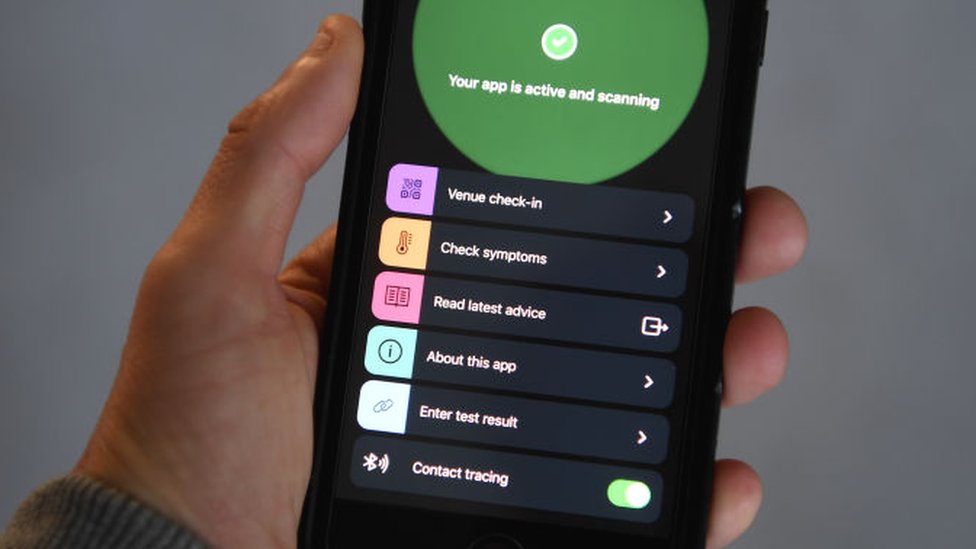 Your app is active and scanning
Venue check-in
Check symptoms
Read latest advice
About this app
Enter test result
Contact tracing